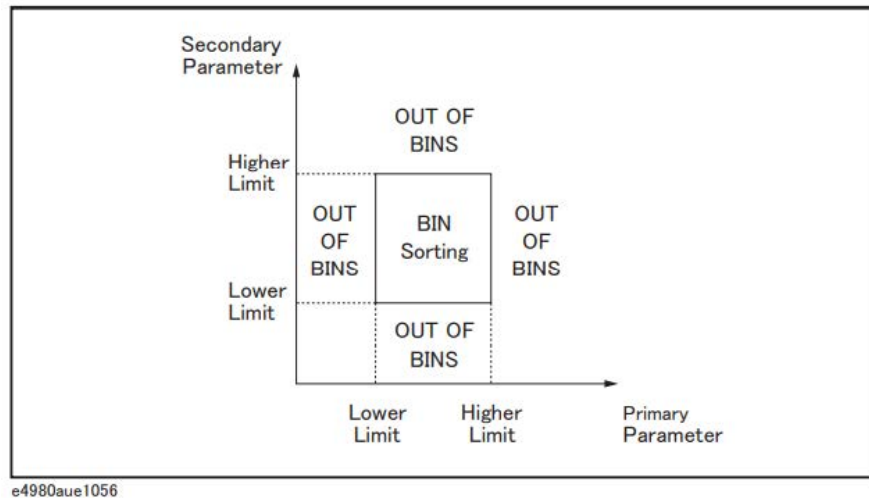 Secondary
Parameter
OUT OF
BINS
Higher
Limit
OUT
OF
BINS
BIN
Sorting
OUT
OF
BINS
Lower
Limit
OUT OF
BINS
Lower
Limit
Higher
Limit
Primary
Parameter
e4980aue1056